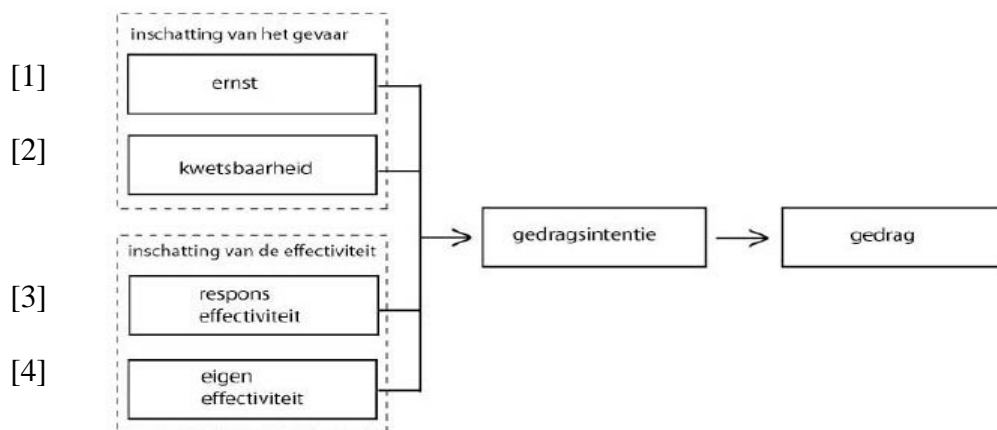 inschatting van het gevaar
[1]
ernst
[2]
kwetsbaarheid
gedragsintentie
gedrag
inschatting van de effectiviteit
[3]
respons
effectiviteit
[4]
eigen
effectiviteit